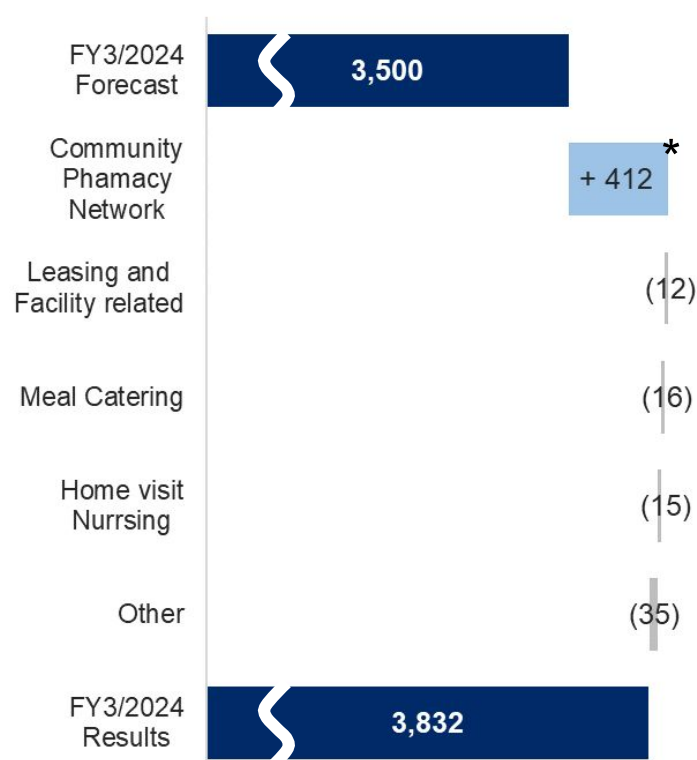 FY3/2024
Forecast
3,500
Community
Phamacy
Network
+ 412
*
Leasing and
Facility related
(12)
Meal Catering
(16)
Home visit
Nurrsing
(15)
Other
(35)
FY3/2024
Results
3,832